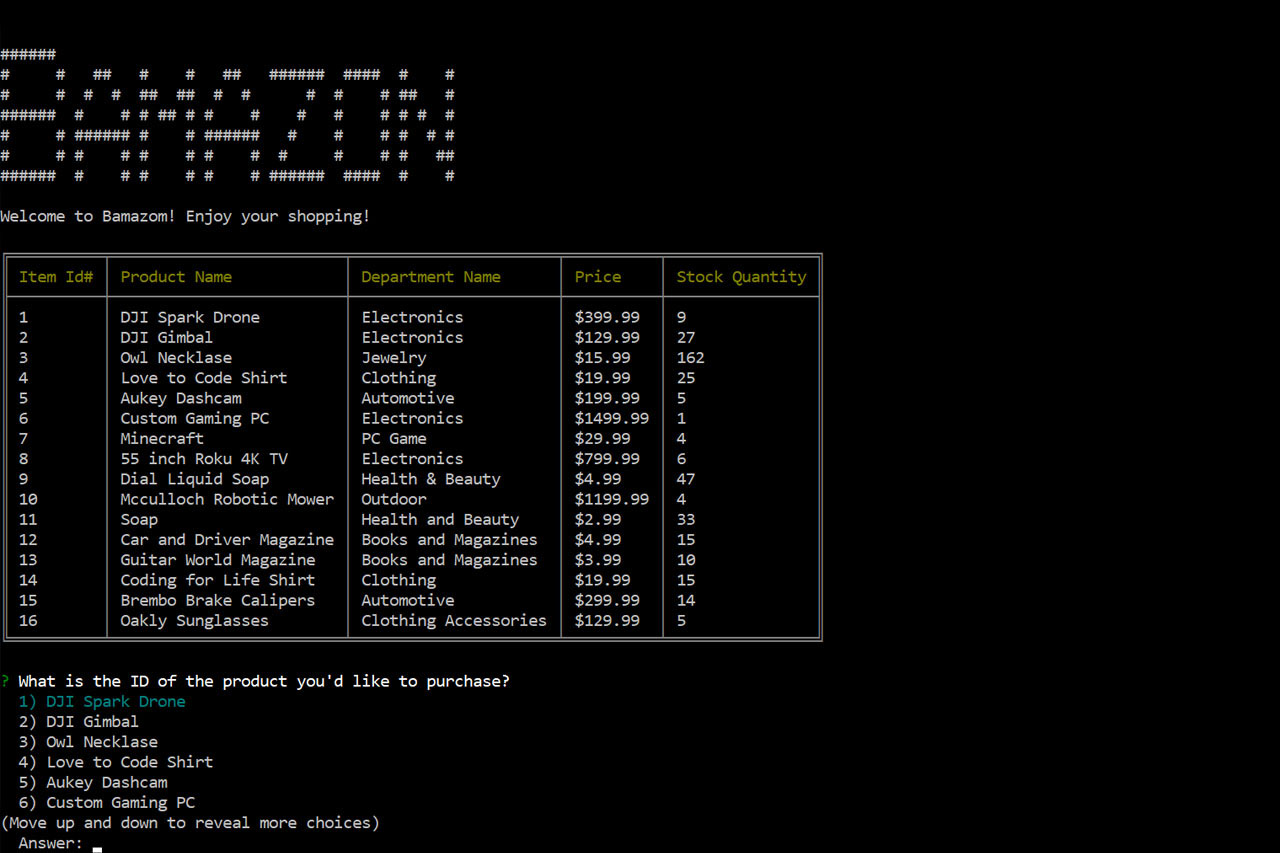 BAMAZON
Welcome to Bamazom! Enjoy your shopping!
Item Id# Product Name Department Name Price Stock Quantity
1 DJI Spark Drone Electronics $399.99 9
2 DJI Gimbal Electronics $129.99 27
3 Owl Necklase Jewelry $15.99 162
4 Love to Code Shirt Clothing $19.99 25
5 Aukey Dashcam Automotive $199.99 5
6 Custom Gaming PC Electronics $1499.99 1
7 Minecraft PC Game $29.99 4
8 55 inch Roku 4K TV Electronics $799.99 6
9 Dial Liquid Soap Health & Beauty $4.99 47
10 Mcculloch Robotic Mower Outdoor $1199.99 4
11 Soap Health and Beauty $2.99 33
12 Car and Driver Magazine Books and Magazines $4.99 15
13 Guitar World Magazine Books and Magazines $3.99 10
14 Coding for Life Shirt Clothing $19.99 15
15 Brembo Brake Calipers Automotive $299.99 14
16 Oakly Sunglasses Clothing Accessories $129.99 5
? What is the ID of the product you'd like to purchase?
1) DJI Spark Drone
2) DJI Gimbal
3) Owl Necklase
4) Love to Code Shirt
5) Aukey Dashcam
6) Custom Gaming PC
(Move up and down to reveal more choices)
Answer: